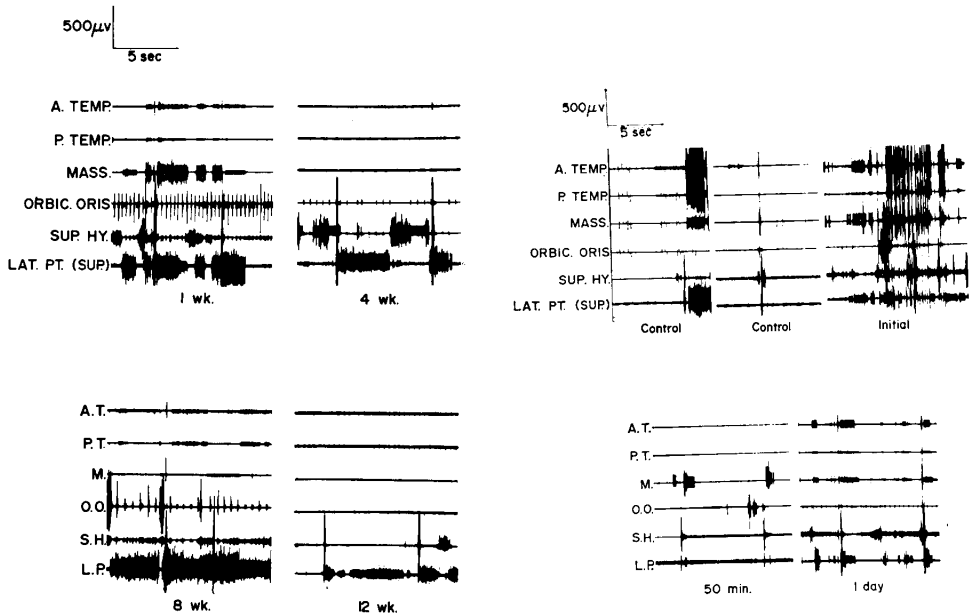 500μv
5 sec
A. TEMP.
P. TEMP.
MASS.
ORBIC. ORIS
SUP. HY.
LAT. PT. (SUP)
1 wk.
4 wk.
500μv
5 sec
A. TEMP.
P. TEMP.
MASS.
ORBIC. ORIS
SUP. HY.
LAT. PT. (SUP)
Control
Control
Initial
A.T.
P.T.
M.
O.O.
S.H.
L.P.
8 wk.
12 wk.
A.T.
P.T.
M.
O.O.
S.H.
L.P.
50 min.
1 day